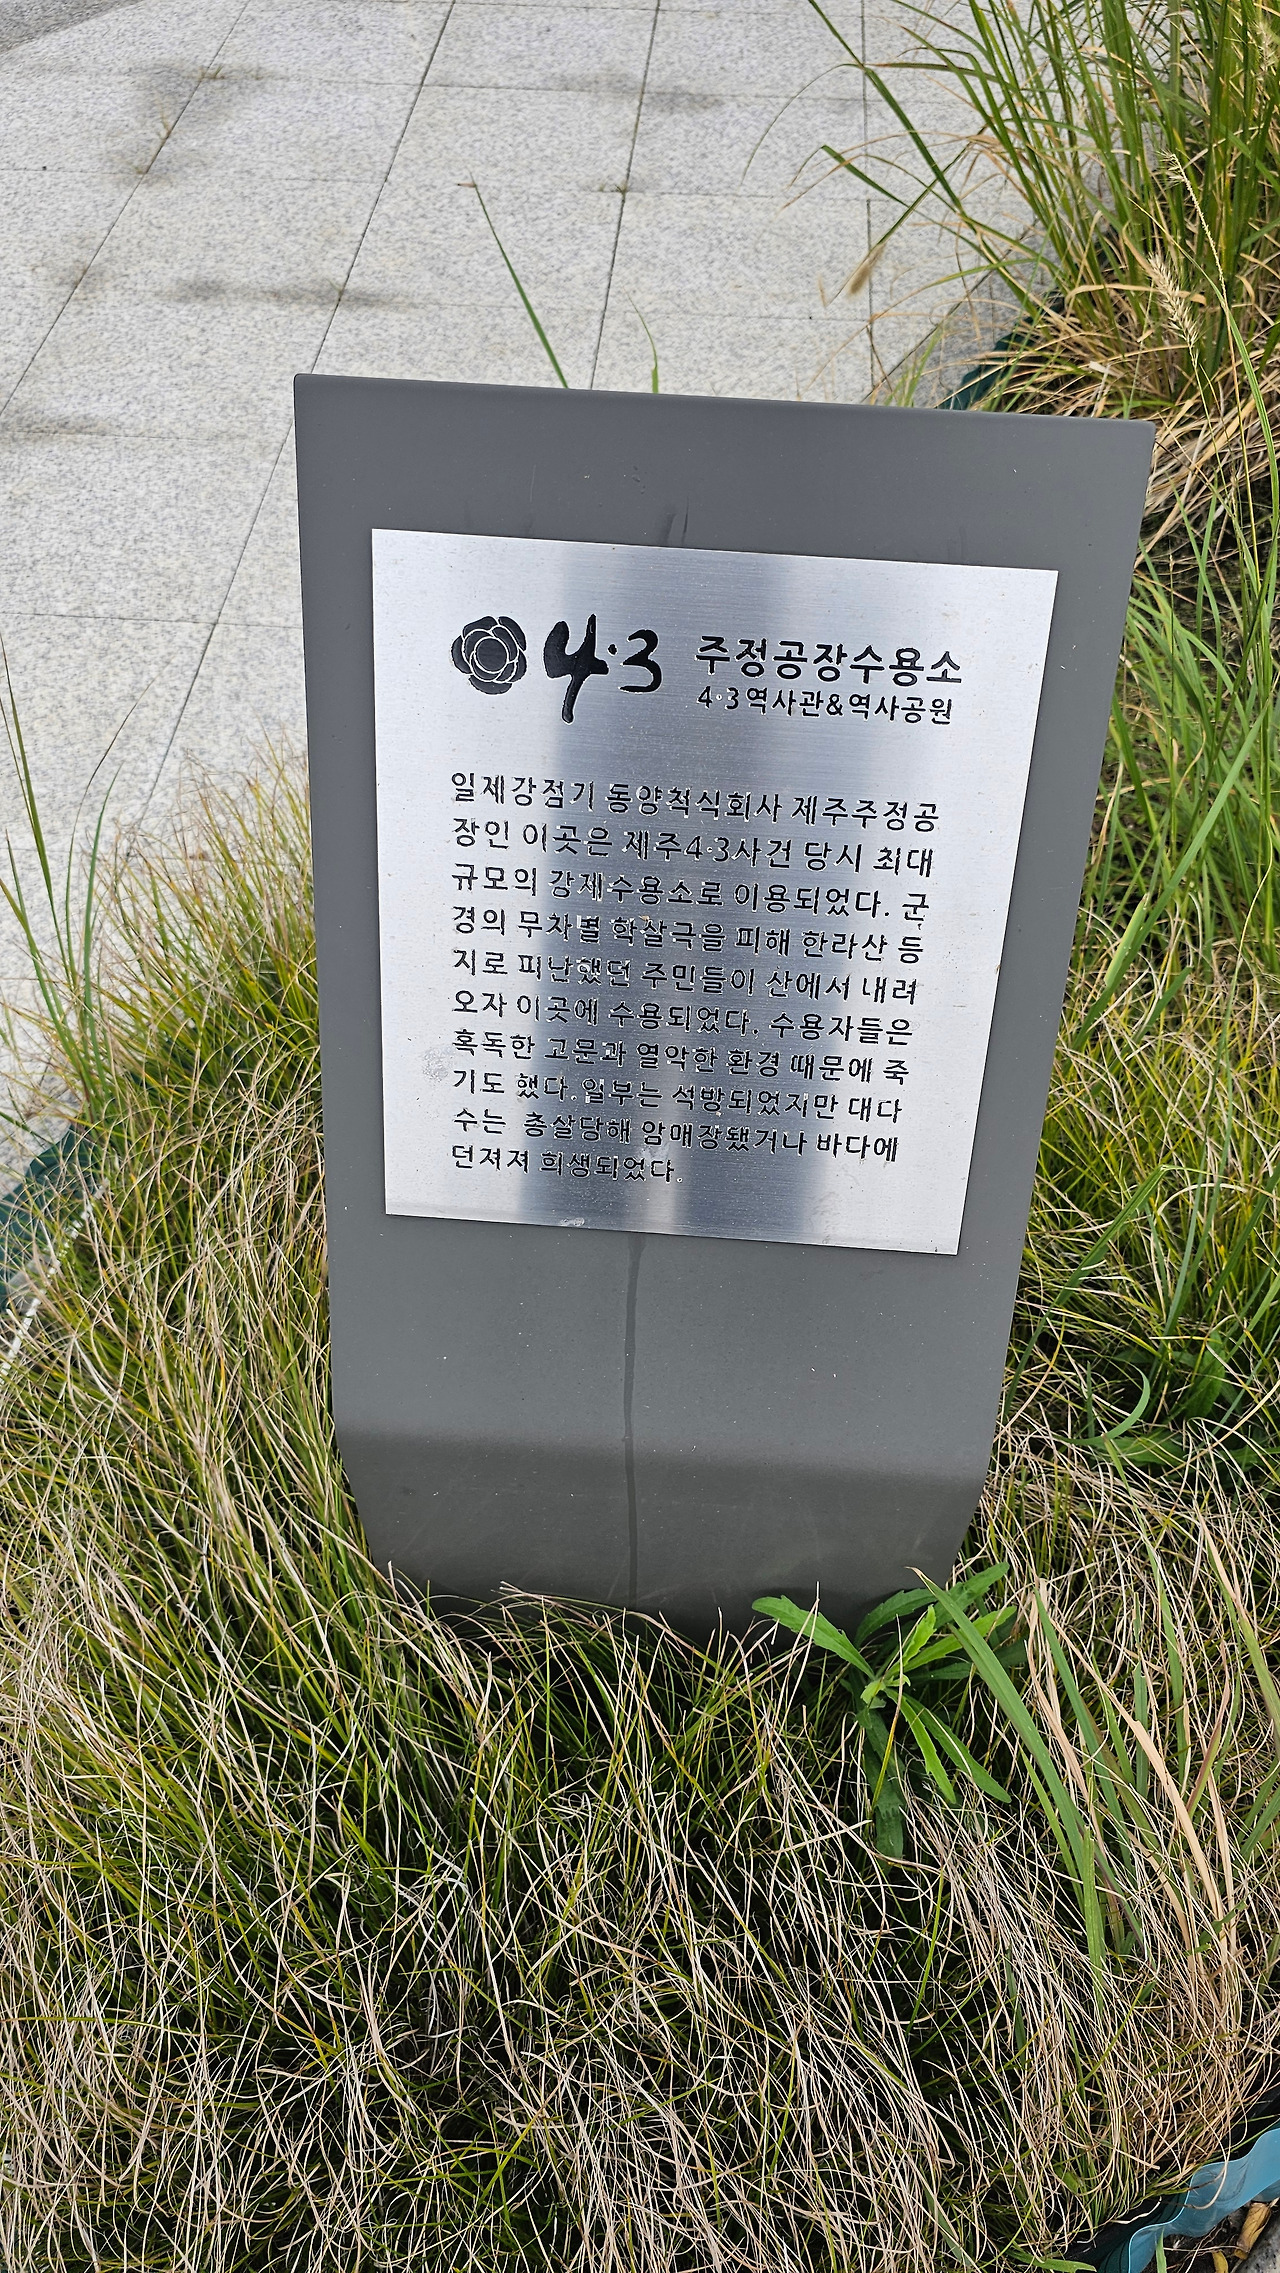 4·3 주정공장수용소
4·3역사관&역사공원
일제강점기 동양척식회사 제주주정공
장인 이곳은 제주4·3사건 당시 최대
규모의 강제수용소로 이용되었다. 군
경의 무차별 학살극을 피해 한라산 등
지로 피난했던 주민들이 산에서 내려
오자 이곳에 수용되었다. 수용자들은
혹독한 고문과 열악한 환경 때문에 죽
기도 했다. 일부는 석방되었지만 대다
수는 총살당해 암매장됐거나 바다에
던져져 희생되었다.